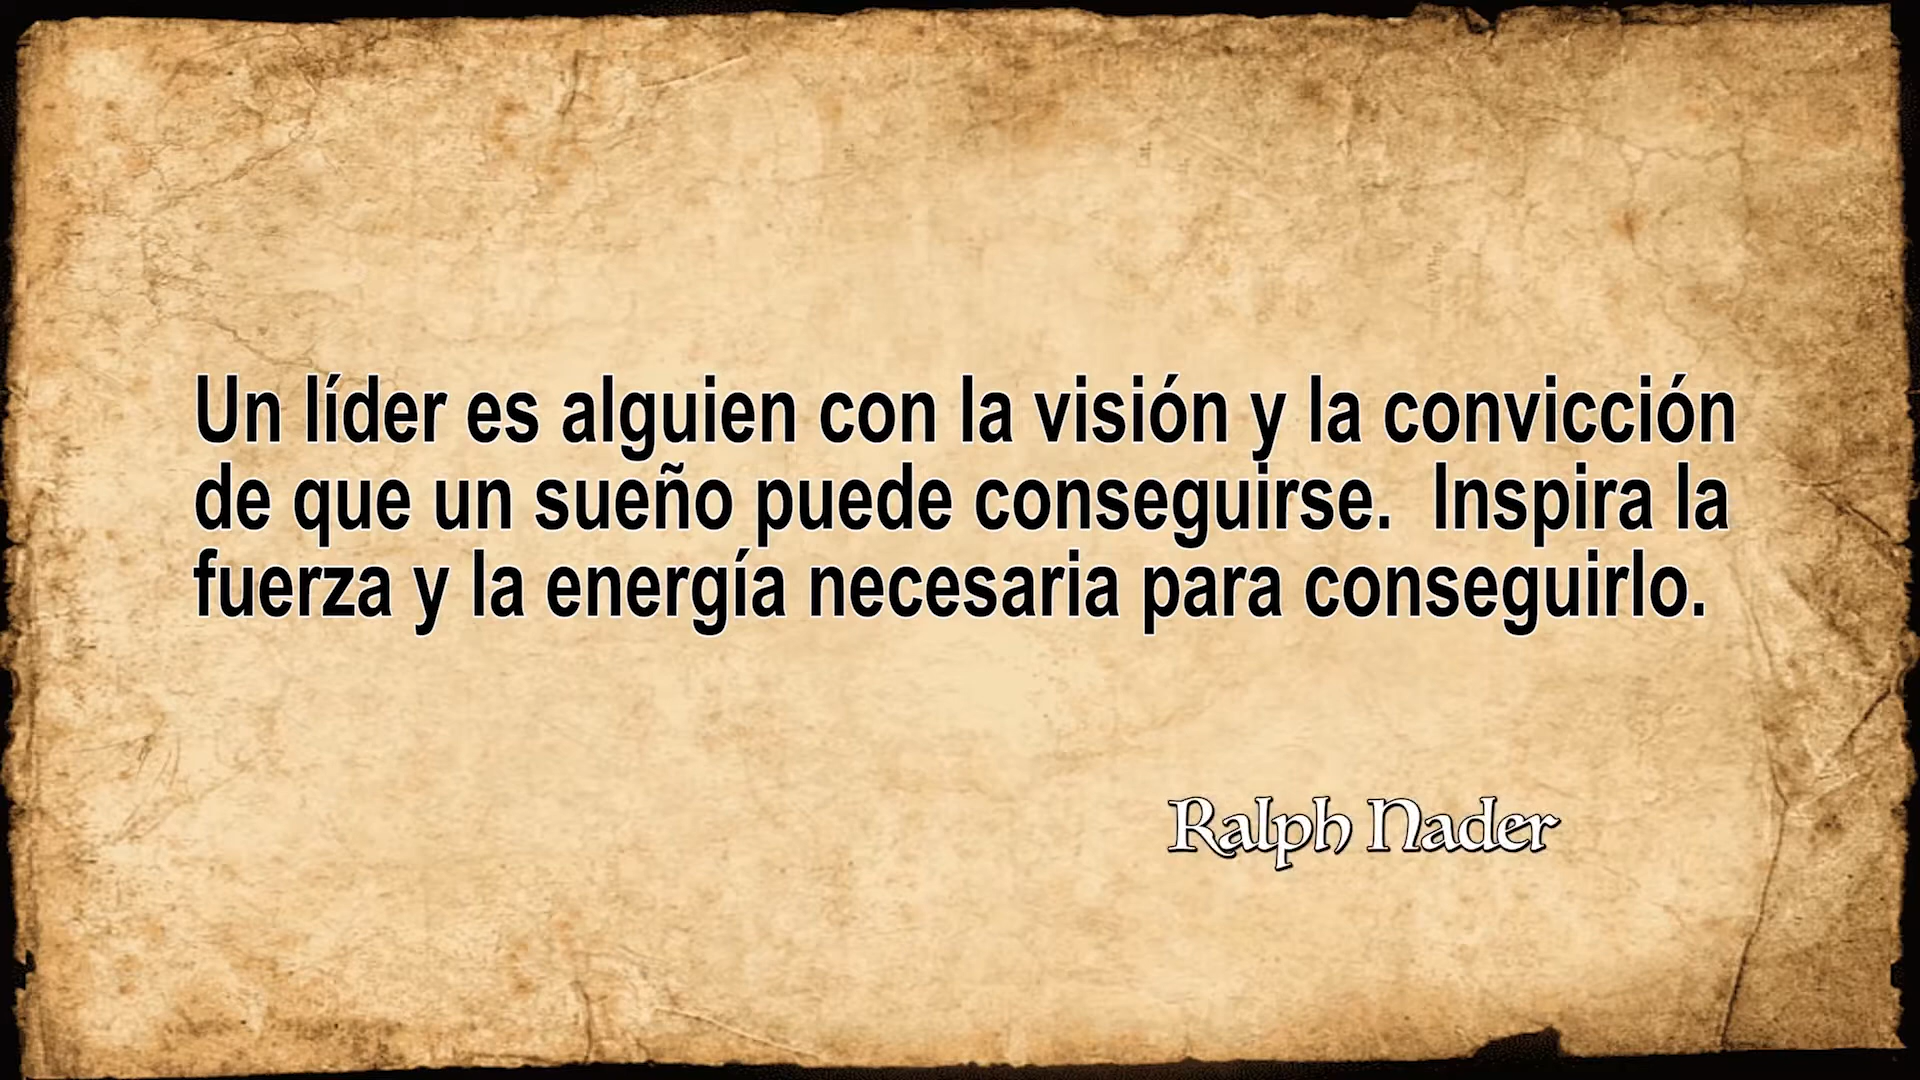 Un líder es alguien con la visión y la convicción
de que un sueño puede conseguirse.  Inspira la
fuerza y la energía necesaria para conseguirlo.
Ralph Nader